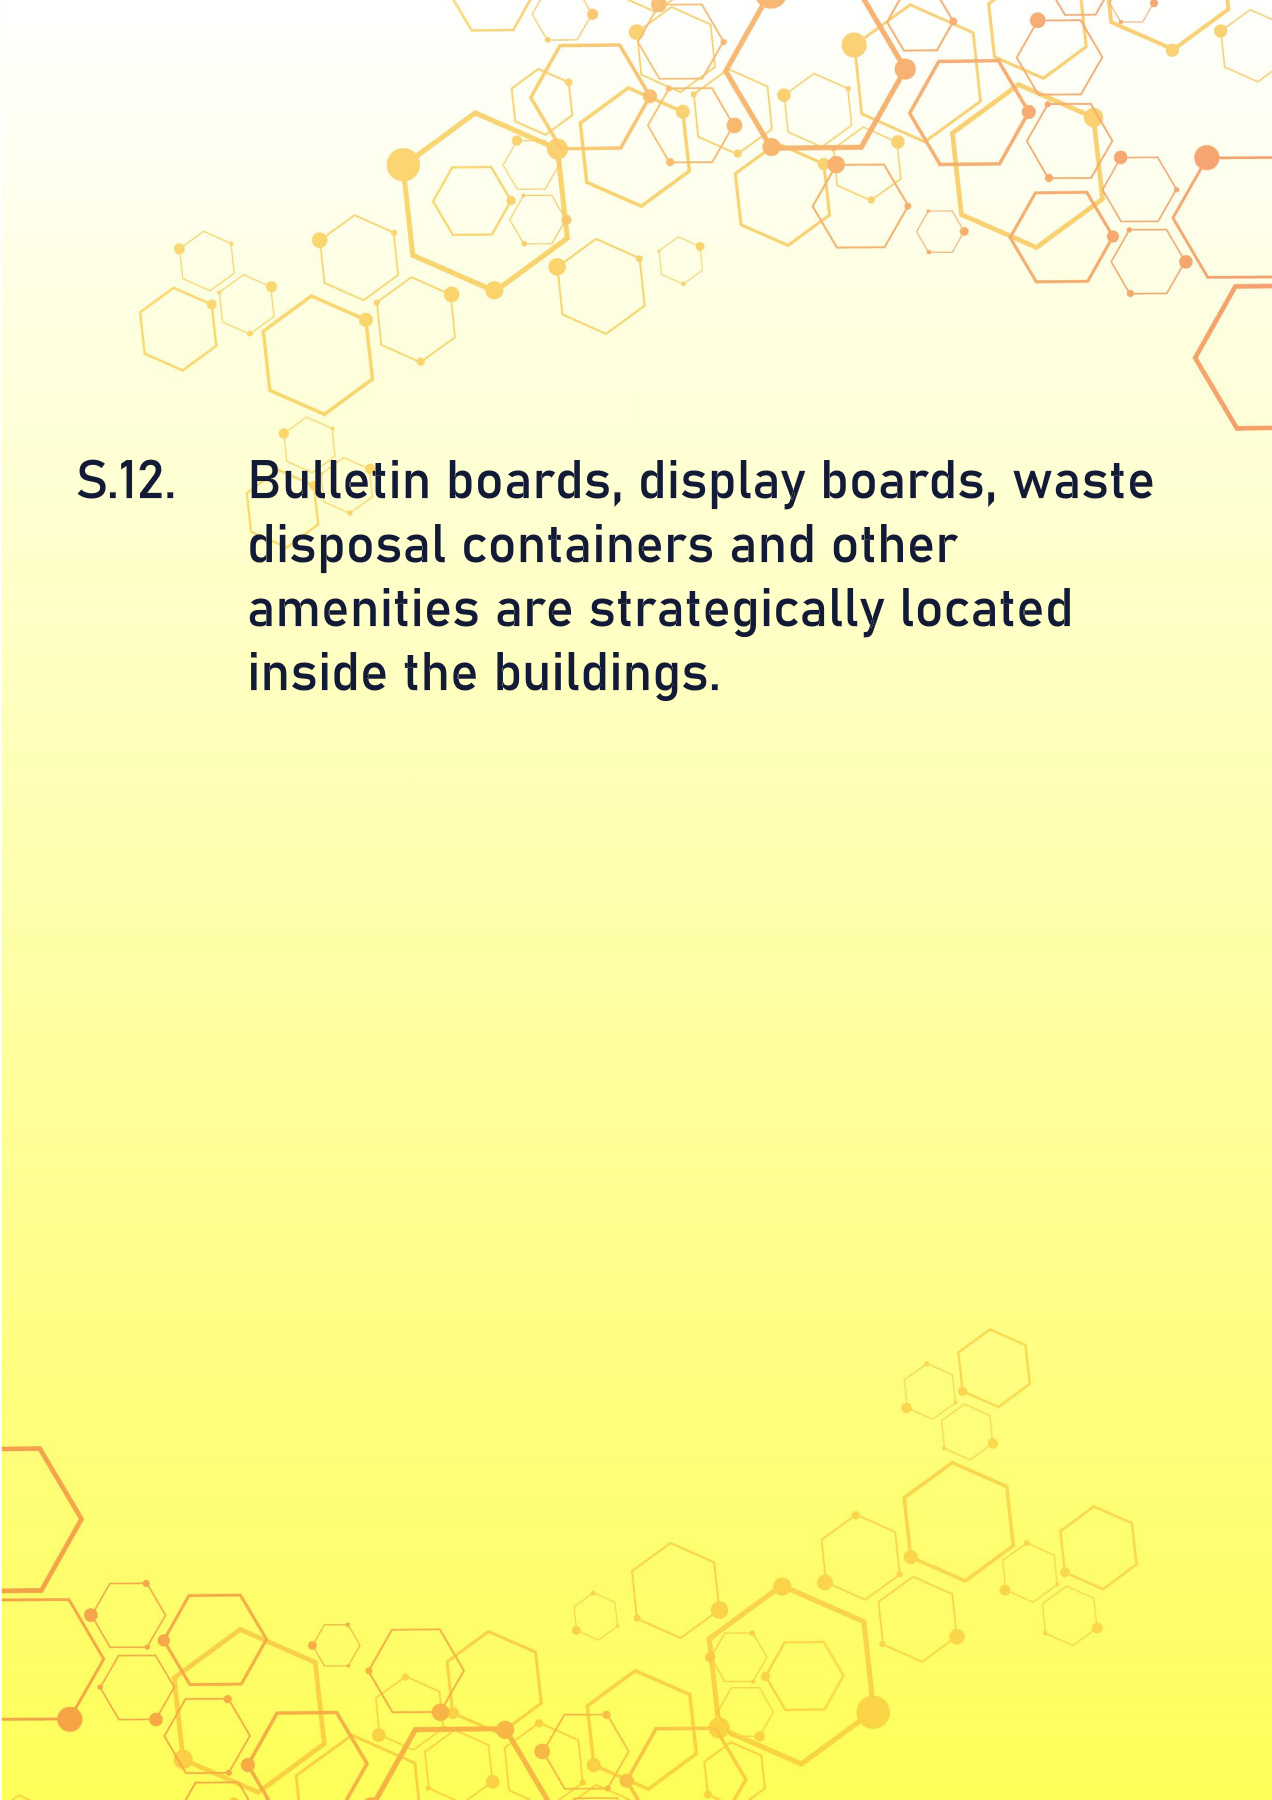 S.12. Bulletin boards, display boards, waste
disposal containers and other
amenities are strategically located
inside the buildings.